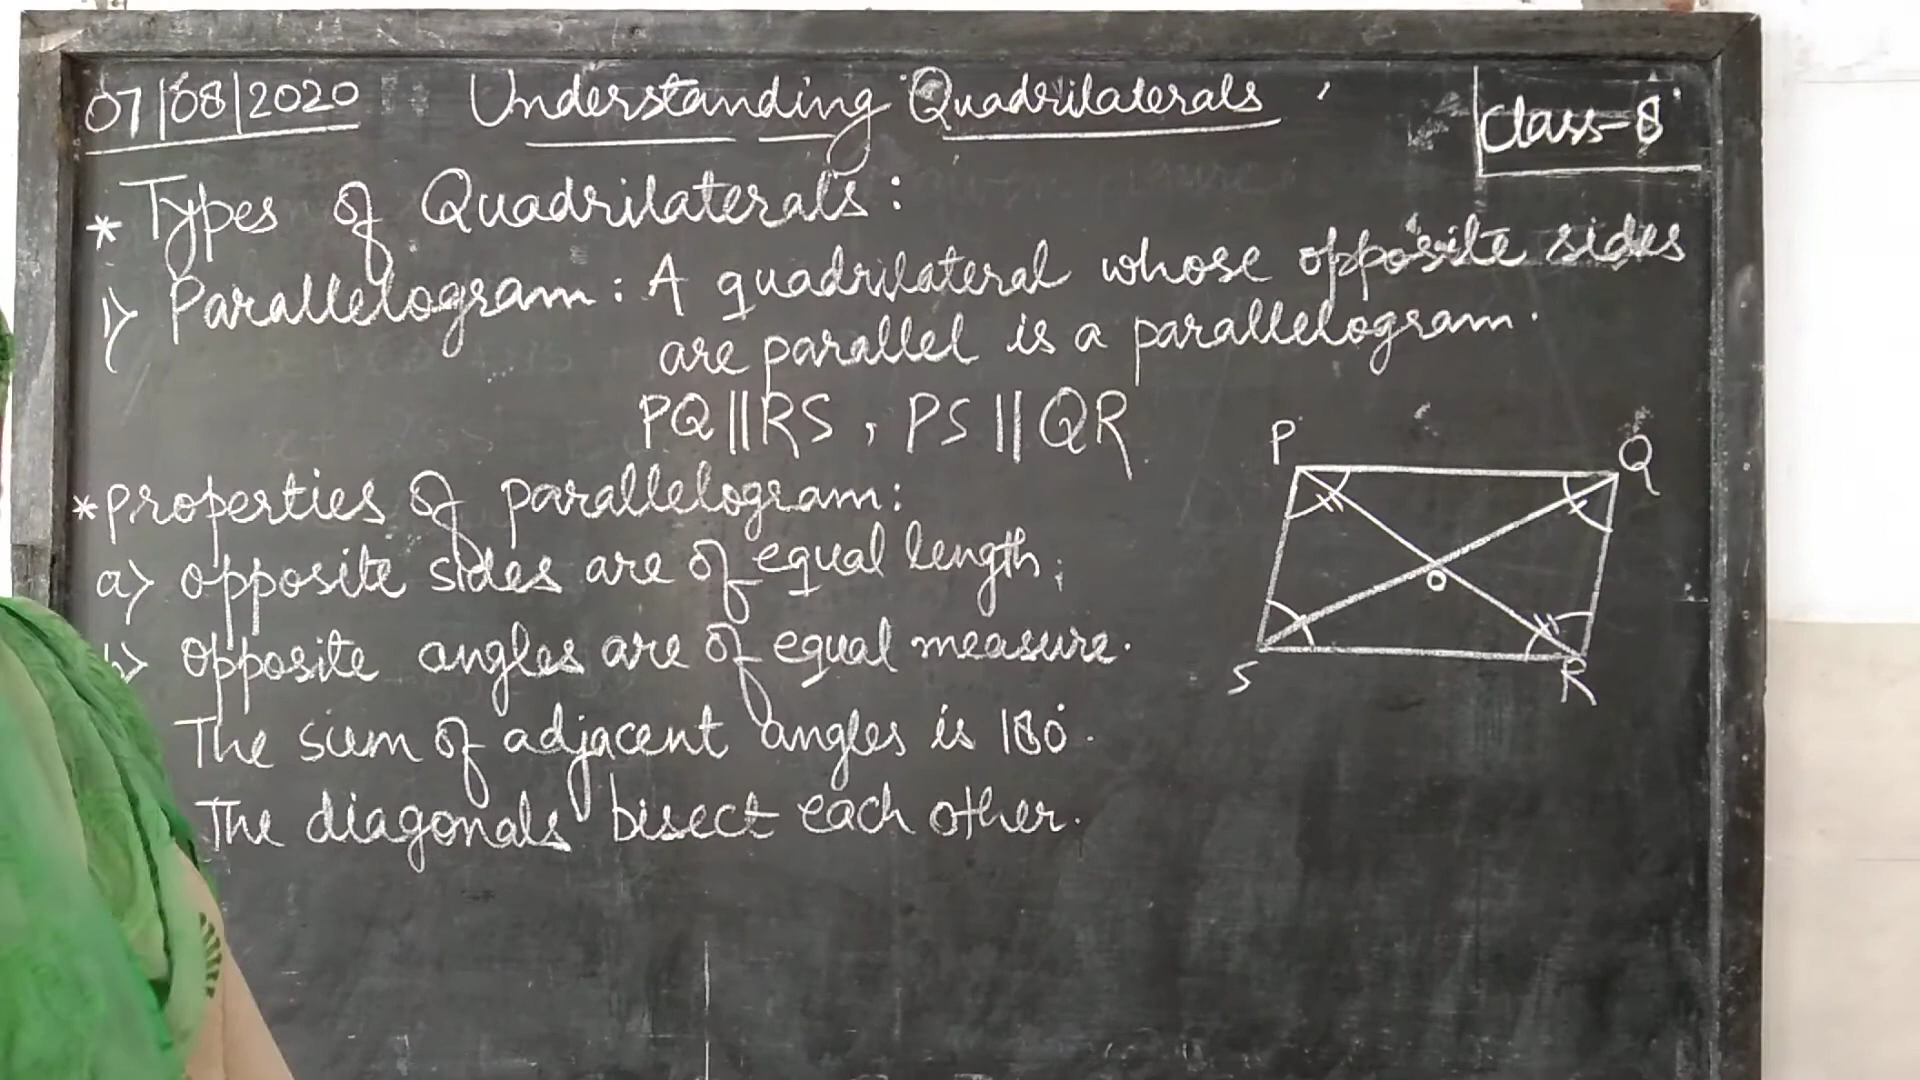 07/08/2020 Understanding Quadrilaterals Class-8
* Types of Quadrilaterals:
1> Parallelogram: A quadrilateral whose opposite sides
are parallel is a parallelogram.
PQ||RS, PS||QR
* properties of parallelogram:
a> opposite sides are of equal length.
b> opposite angles are of equal measure.
The sum of adjacent angles is 180°.
The diagonals bisect each other.
P Q
O
S R